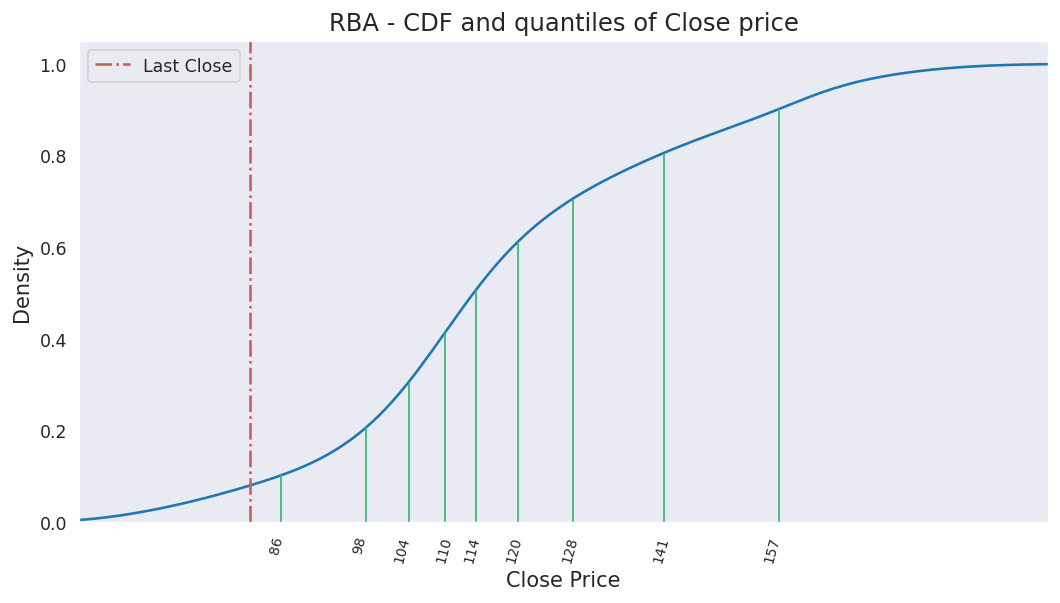 RBA - CDF and quantiles of Close price
Last Close
Density
1.0
0.8
0.6
0.4
0.2
0.0
86 98 104 110 114 120 128 141 157
Close Price